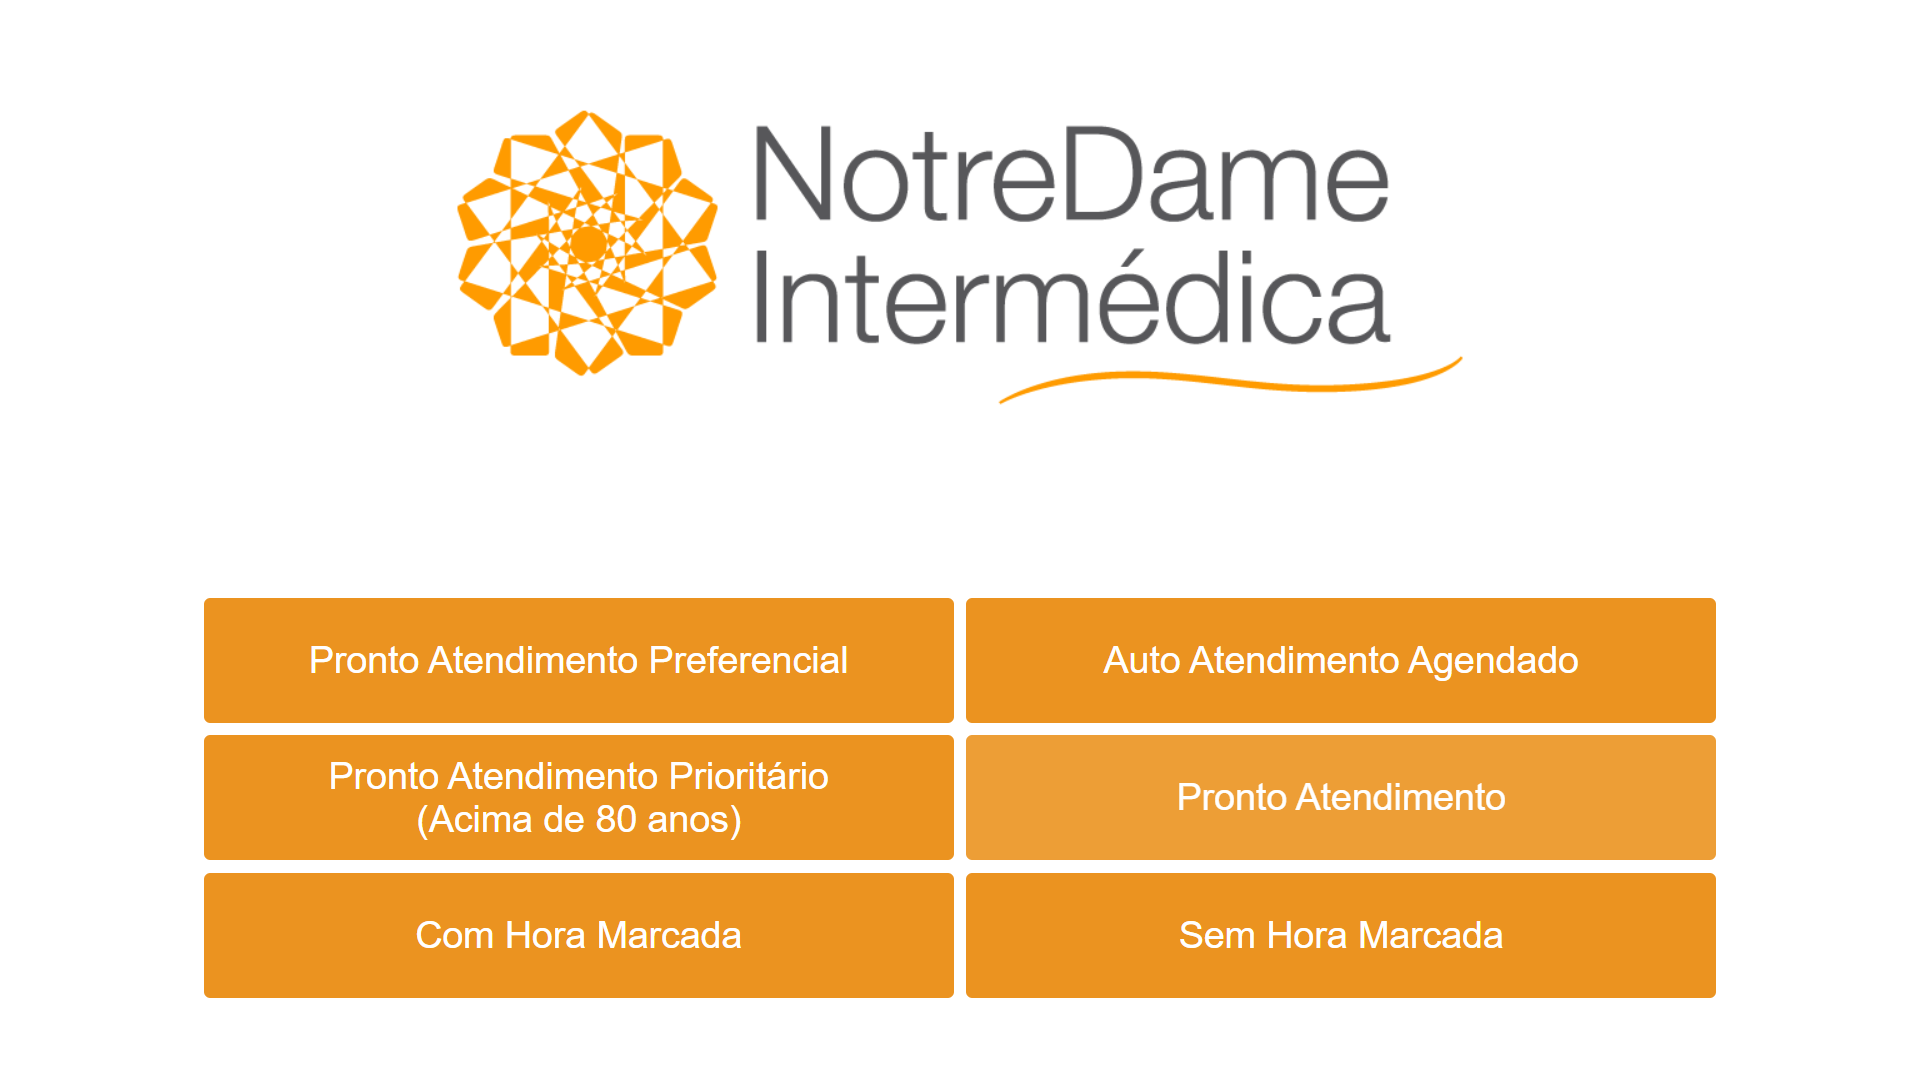 NotreDame
Intermédica
Pronto Atendimento Preferencial
Auto Atendimento Agendado
Pronto Atendimento Prioritário
(Acima de 80 anos)
Pronto Atendimento
Com Hora Marcada
Sem Hora Marcada